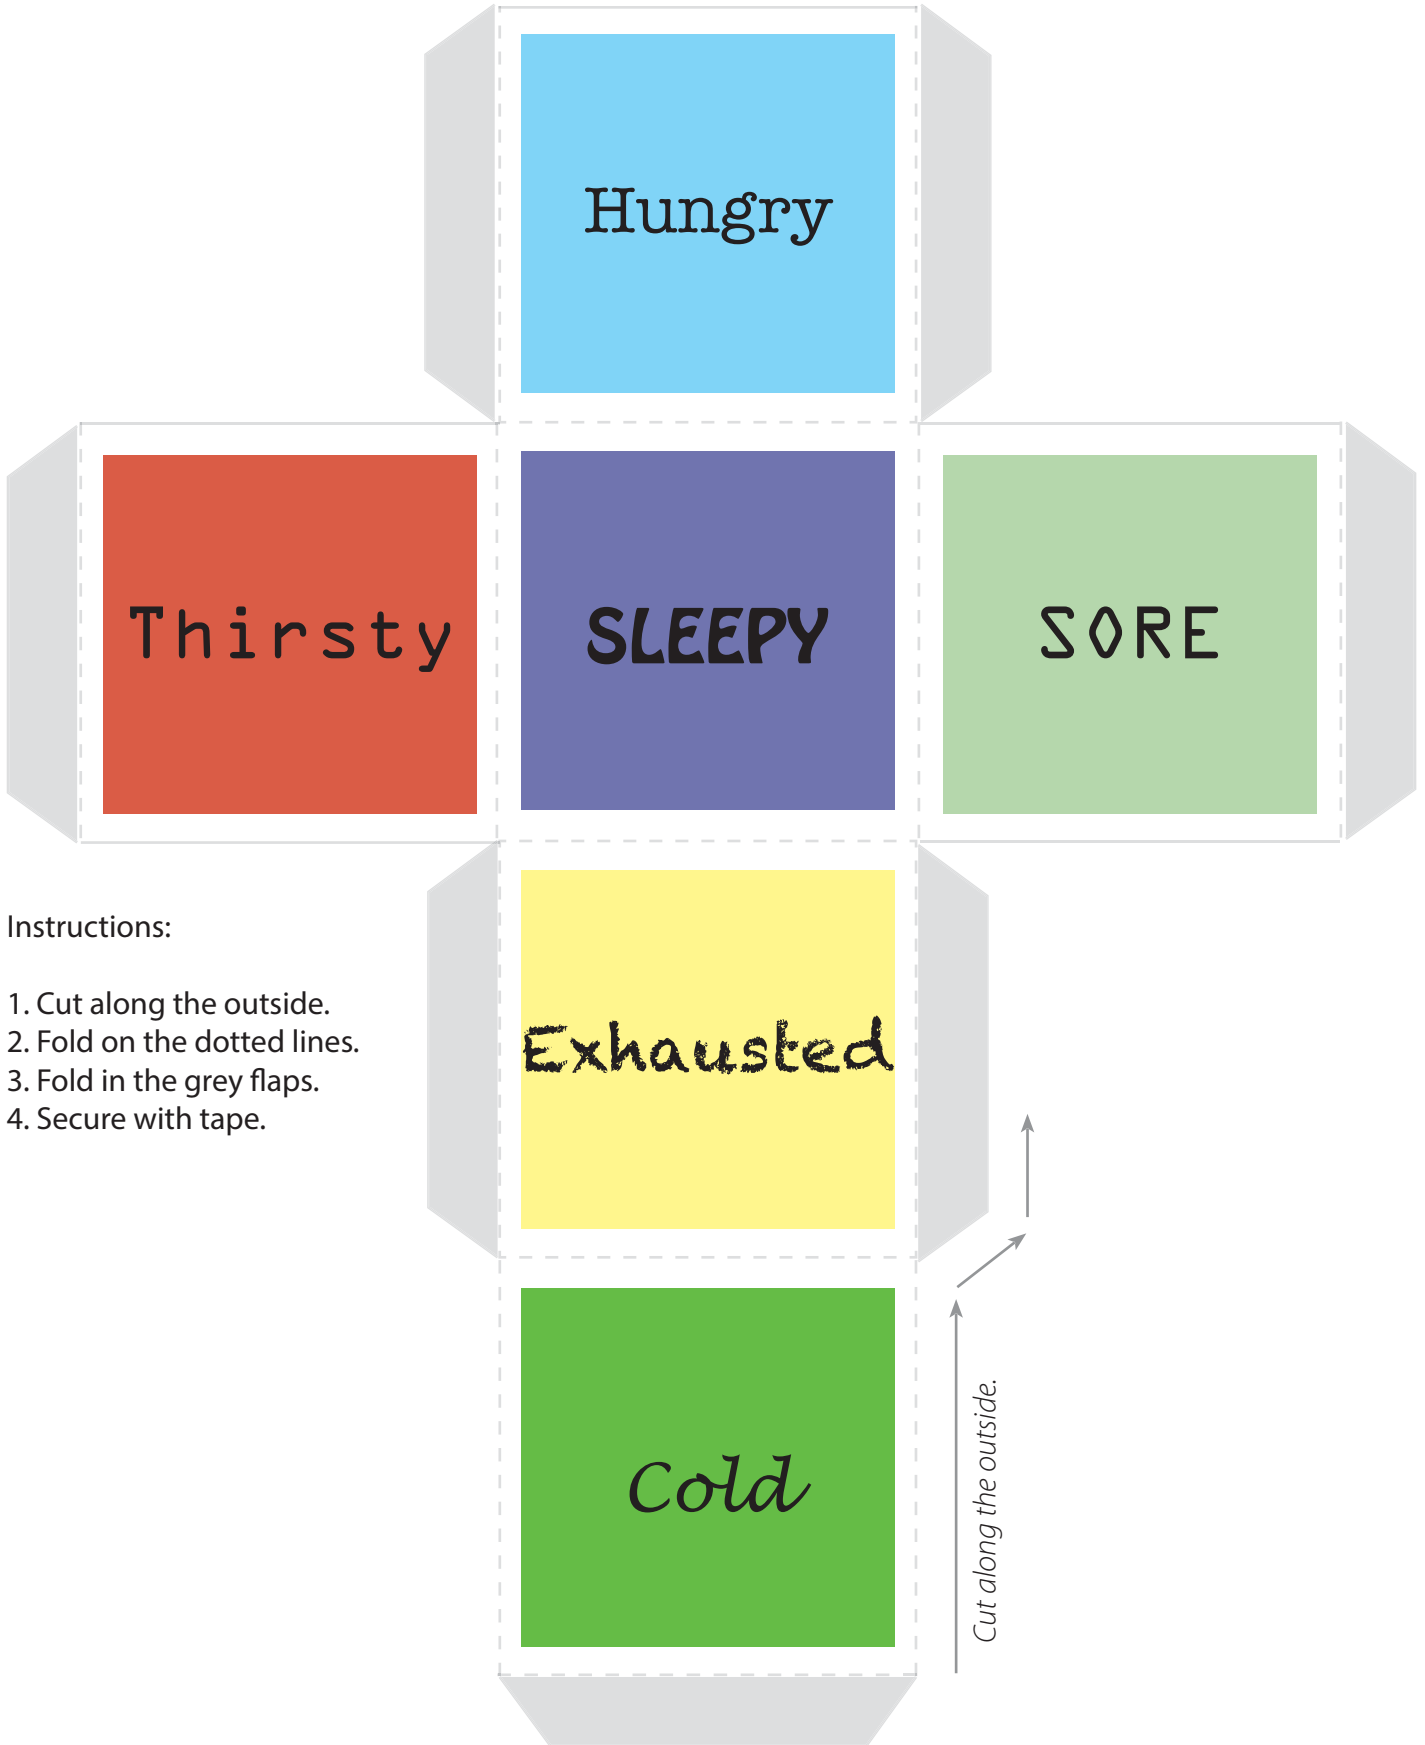 Hungry
Thirsty
SLEEPY
SORE
Instructions:
1. Cut along the outside.
2. Fold on the dotted lines.
3. Fold in the grey flaps.
4. Secure with tape.
Exhausted
Cold
Cut along the outside.